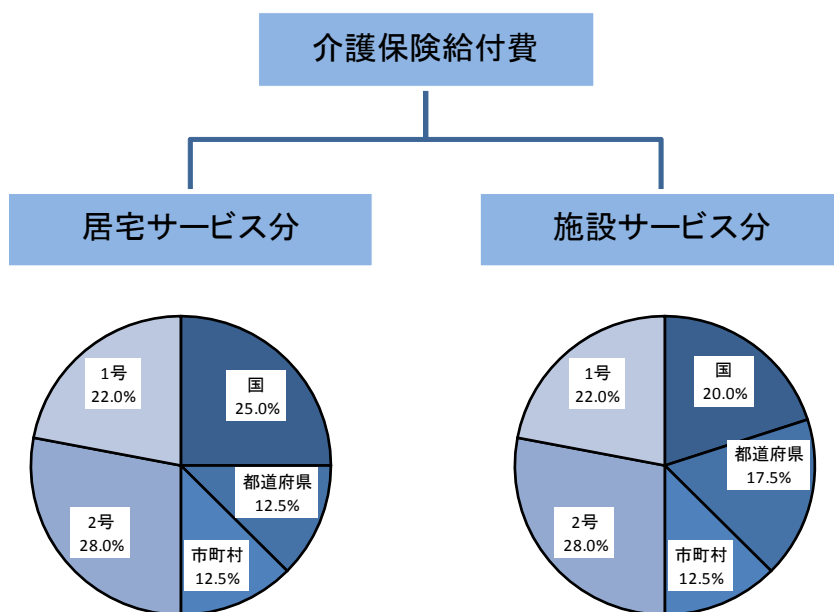 介護保険給付費
居宅サービス分
施設サービス分
1号
22.0%
国
25.0%
都道府県
12.5%
2号
28.0%
市町村
12.5%
1号
22.0%
国
20.0%
都道府県
17.5%
2号
28.0%
市町村
12.5%